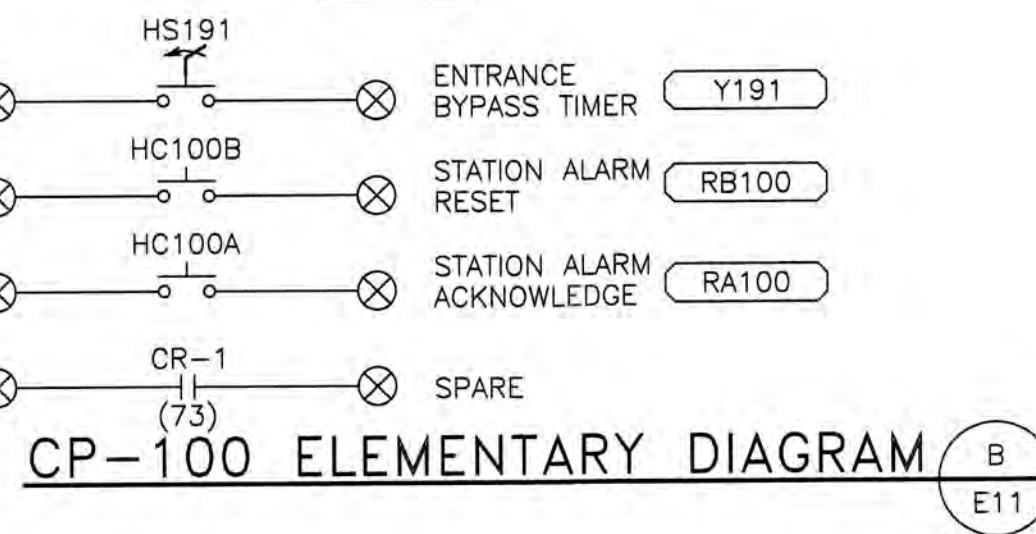 HS191
ENTRANCE
BYPASS TIMER
Y191
HC100B
STATION ALARM
RESET
RB100
HC100A
STATION ALARM
ACKNOWLEDGE
RA100
CR-1
(73)
SPARE
CP-100 ELEMENTARY DIAGRAM
B
E11